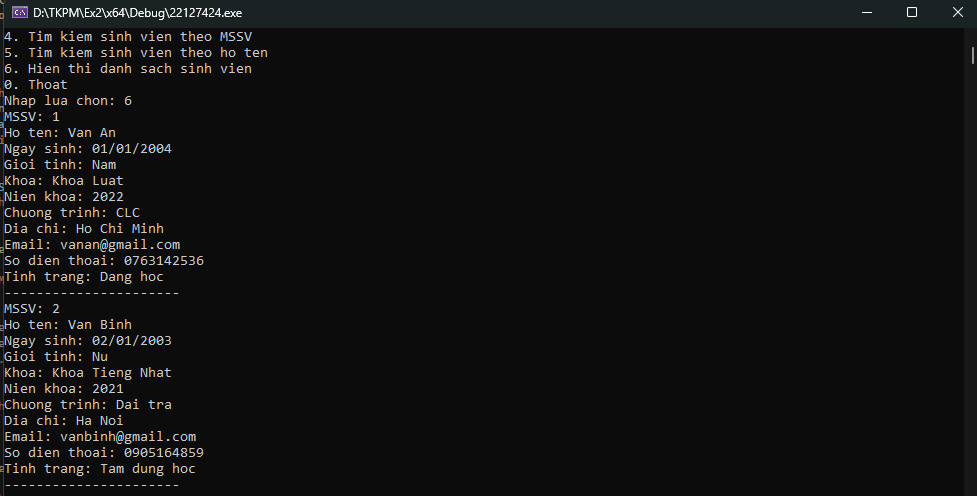 D:\TKPM\Ex2\x64\Debug\22127424.exe
4. Tim kiem sinh vien theo MSSV
5. Tim kiem sinh vien theo ho ten
6. Hien thi danh sach sinh vien
0. Thoat
Nhap lua chon: 6
MSSV: 1
Ho ten: Van An
Ngay sinh: 01/01/2004
Gioi tinh: Nam
Khoa: Khoa Luat
Nien khoa: 2022
Chuong trinh: CLC
Dia chi: Ho Chi Minh
Email: vanan@gmail.com
So dien thoai: 0763142536
Tinh trang: Dang hoc
----------------------
MSSV: 2
Ho ten: Van Binh
Ngay sinh: 02/01/2003
Gioi tinh: Nu
Khoa: Khoa Tieng Nhat
Nien khoa: 2021
Chuong trinh: Dai tra
Dia chi: Ha Noi
Email: vanbinh@gmail.com
So dien thoai: 0905164859
Tinh trang: Tam dung hoc
----------------------